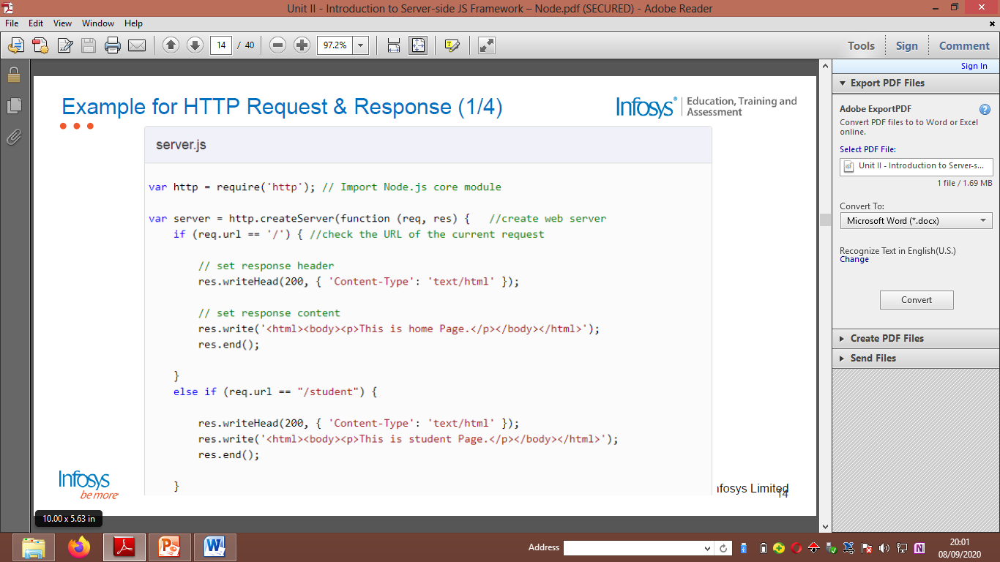 Unit II - Introduction to Server-side JS Framework – Node.pdf (SECURED) - Adobe Reader
File Edit View Window Help
14 / 40 97.2% Tools Sign Comment
Sign In
Example for HTTP Request & Response (1/4)
Infosys® Education, Training and
Assessment
server.js
var http = require('http'); // Import Node.js core module
var server = http.createServer(function (req, res) { //create web server
if (req.url == '/') { //check the URL of the current request
// set response header
res.writeHead(200, { 'Content-Type': 'text/html' });
// set response content
res.write('<html><body><p>This is home Page.</p></body></html>');
res.end();
}
else if (req.url == "/student") {
res.writeHead(200, { 'Content-Type': 'text/html' });
res.write('<html><body><p>This is student Page.</p></body></html>');
res.end();
}
Infosys
be more
nfosys Limited
14
10.00 x 5.63 in
Export PDF Files
Adobe ExportPDF
Convert PDF files to to Word or Excel
online.
Select PDF File:
Unit II - Introduction to Server-s...
1 file / 1.69 MB
Convert To:
Microsoft Word (*.docx)
Recognize Text in English(U.S.)
Change
Convert
Create PDF Files
Send Files
Address
20:01
08/09/2020